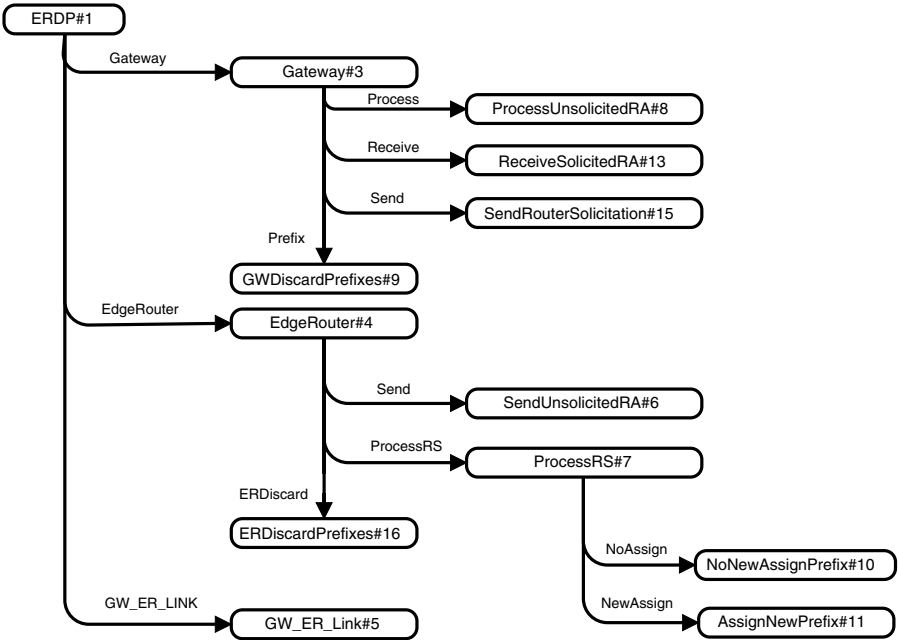 ERDP#1
Gateway
Gateway#3
Process
ProcessUnsolicitedRA#8
Receive
ReceiveSolicitedRA#13
Send
SendRouterSolicitation#15
Prefix
GWDiscardPrefixes#9
EdgeRouter
EdgeRouter#4
Send
SendUnsolicitedRA#6
ProcessRS
ProcessRS#7
ERDiscard
ERDiscardPrefixes#16
NoAssign
NoNewAssignPrefix#10
NewAssign
AssignNewPrefix#11
GW_ER_LINK
GW_ER_Link#5